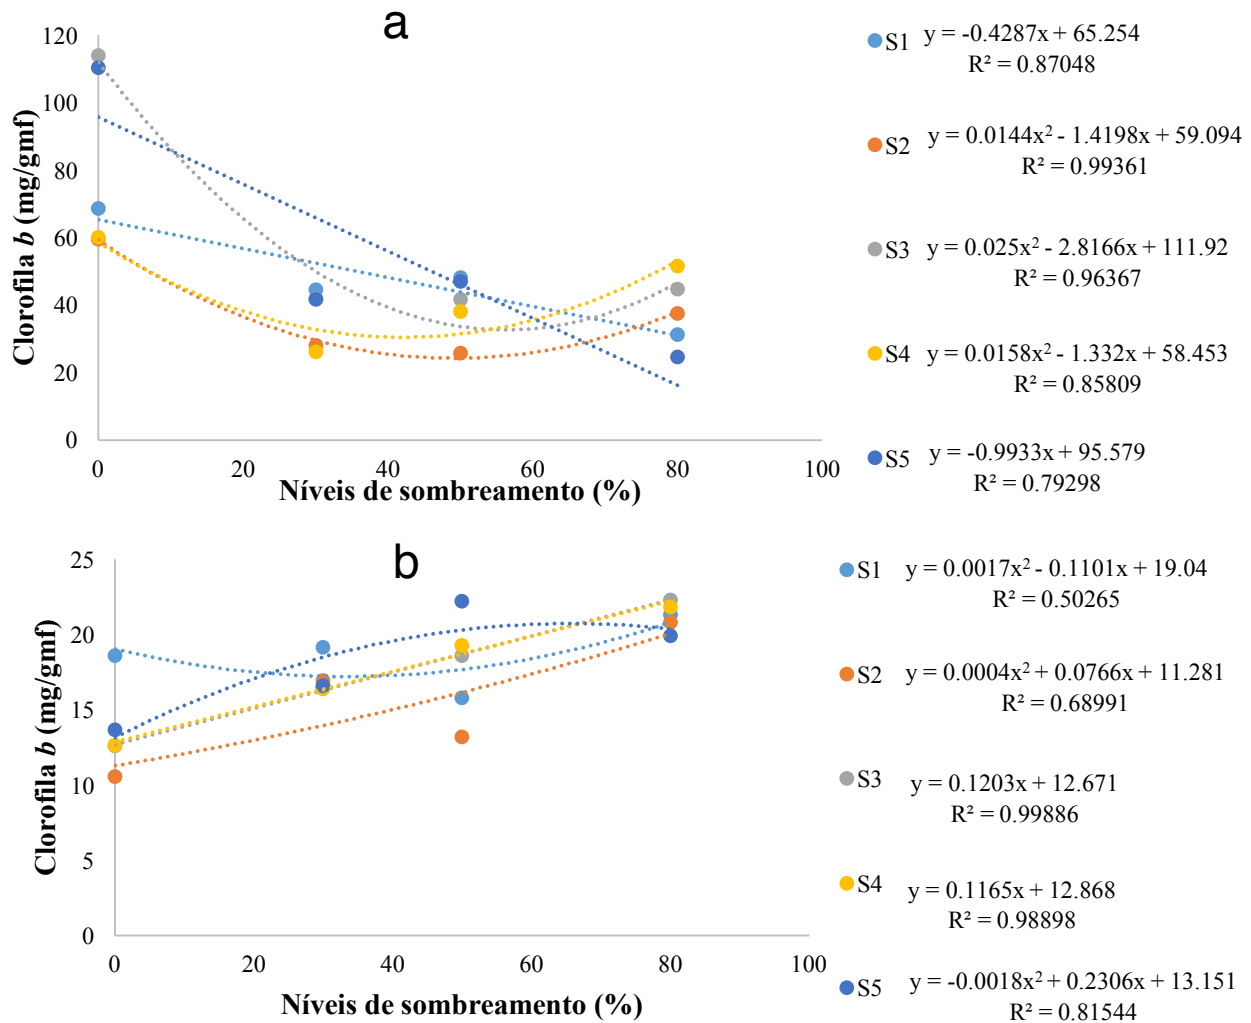 a
120
100
80
60
40
20
0
0 20 40 60 80 100
Clorofila b (mg/gmf)
Níveis de sombreamento (%)
S1 y = -0.4287x + 65.254
R² = 0.87048
S2 y = 0.0144x² - 1.4198x + 59.094
R² = 0.99361
S3 y = 0.025x² - 2.8166x + 111.92
R² = 0.96367
S4 y = 0.0158x² - 1.332x + 58.453
R² = 0.85809
S5 y = -0.9933x + 95.579
R² = 0.79298
b
25
20
15
10
5
0
0 20 40 60 80 100
Clorofila b (mg/gmf)
Níveis de sombreamento (%)
S1 y = 0.0017x² - 0.1101x + 19.04
R² = 0.50265
S2 y = 0.0004x² + 0.0766x + 11.281
R² = 0.68991
S3 y = 0.1203x + 12.671
R² = 0.99886
S4 y = 0.1165x + 12.868
R² = 0.98898
S5 y = -0.0018x² + 0.2306x + 13.151
R² = 0.81544